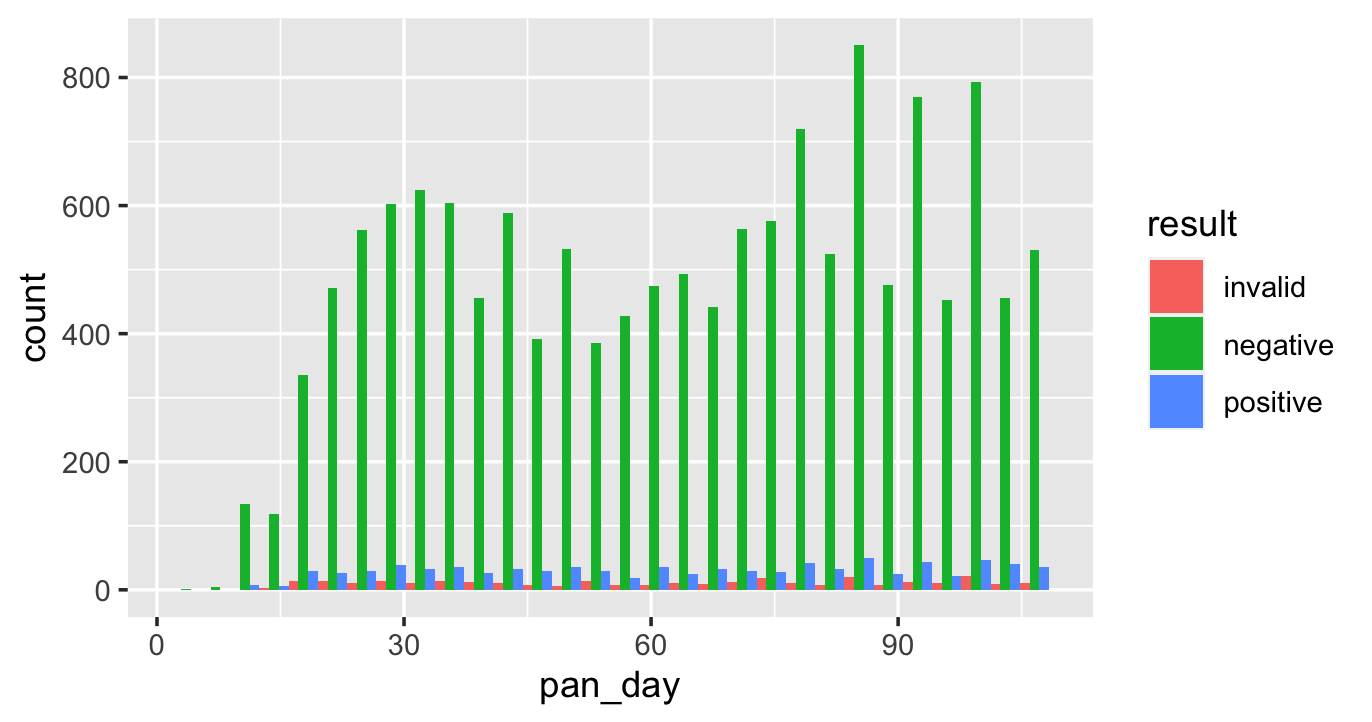 800
600
400
200
0
count
0 30 60 90
pan_day
result
invalid
negative
positive